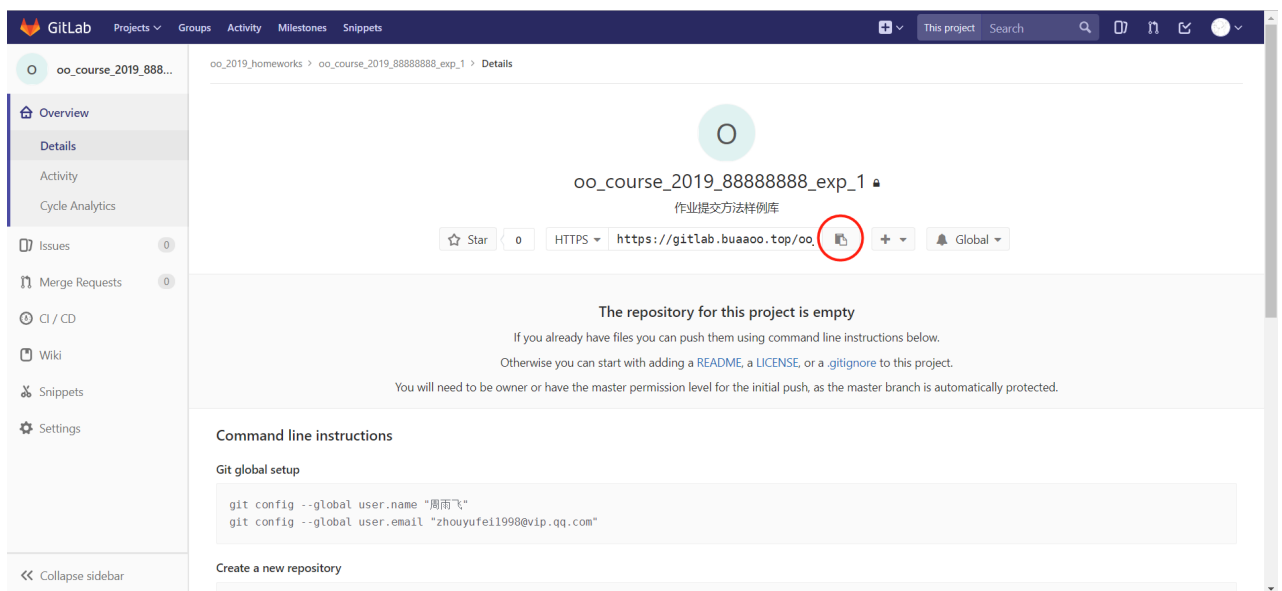 GitLab Projects Groups Activity Milestones Snippets This project Search
O oo_course_2019_888...
oo_2019_homeworks > oo_course_2019_88888888_exp_1 > Details
Overview
Details
Activity
Cycle Analytics
Issues 0
Merge Requests 0
CI / CD
Wiki
Snippets
Settings
Collapse sidebar
O
oo_course_2019_88888888_exp_1
作业提交方法样例库
Star 0 HTTPS https://gitlab.buaaoo.top/oo_ Global
The repository for this project is empty
If you already have files you can push them using command line instructions below.
Otherwise you can start with adding a README, a LICENSE, or a .gitignore to this project.
You will need to be owner or have the master permission level for the initial push, as the master branch is automatically protected.
Command line instructions
Git global setup
git config --global user.name "周雨飞"
git config --global user.email "zhouyufei1998@vip.qq.com"
Create a new repository